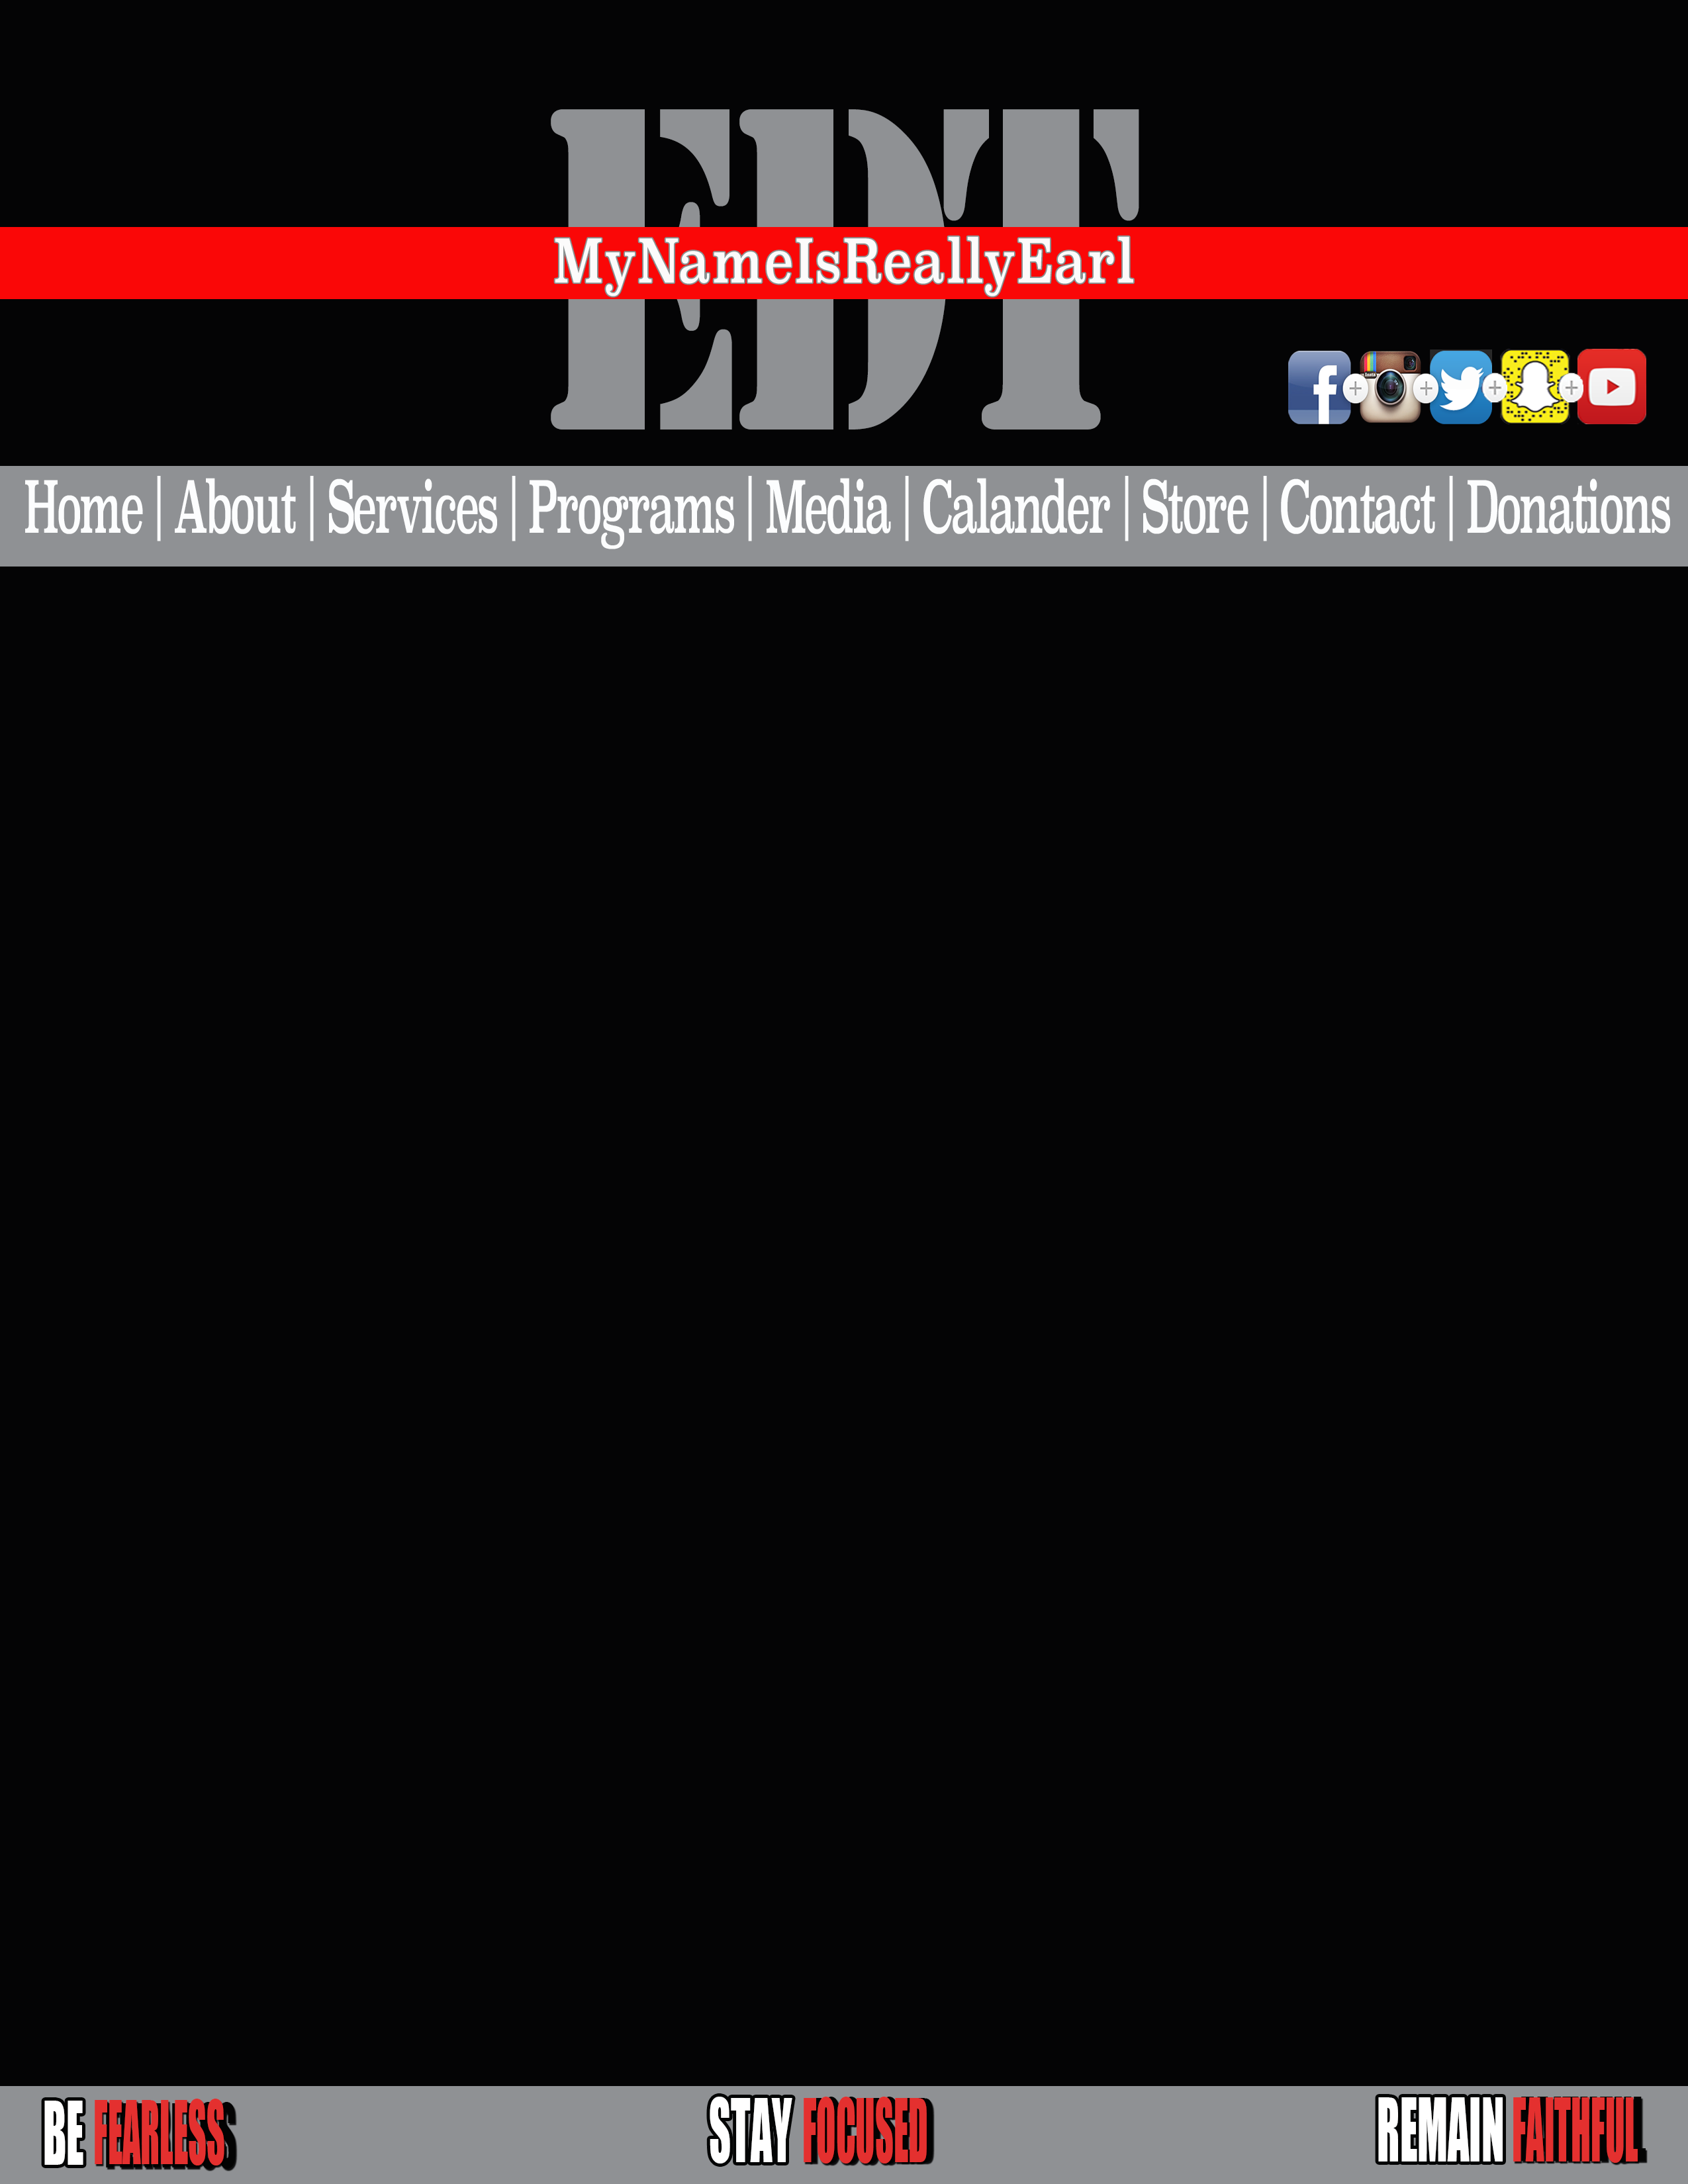 EDT
MyNameIsReallyEarl
Home | About | Services | Programs | Media | Calander | Store | Contact | Donations
BE FEARLESS STAY FOCUSED REMAIN FAITHFUL